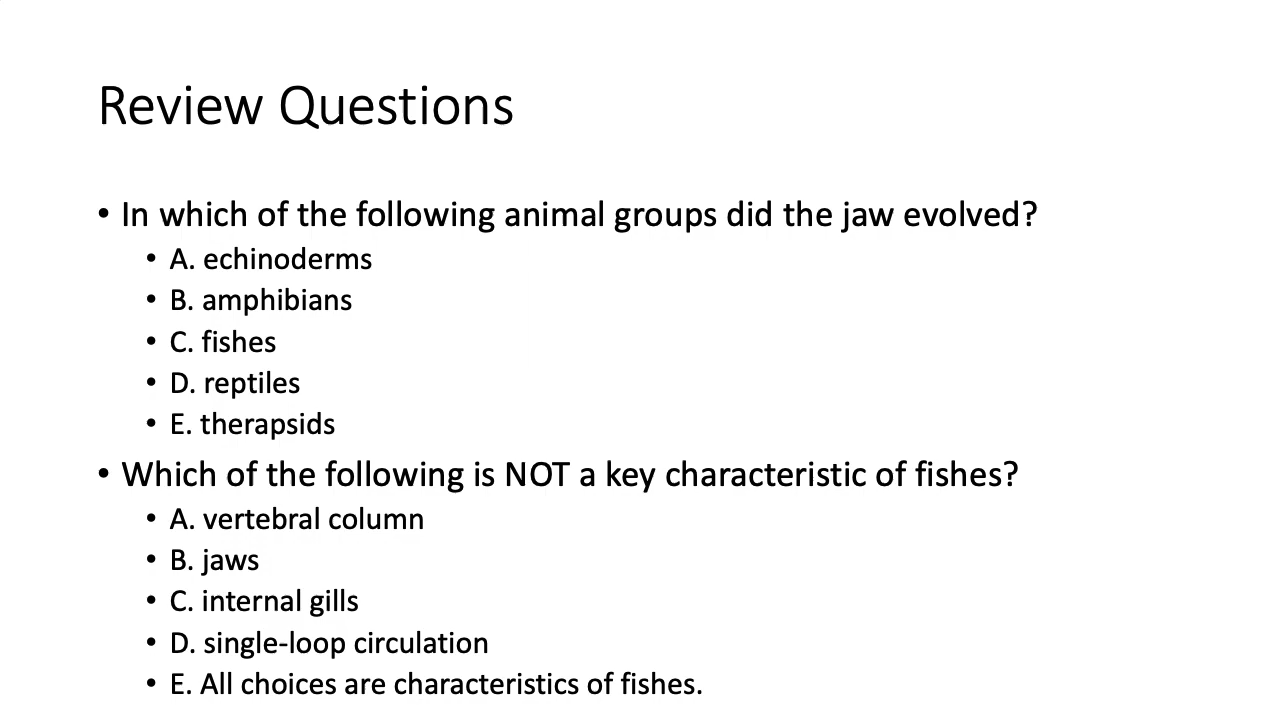 Review Questions
• In which of the following animal groups did the jaw evolved?
• A. echinoderms
• B. amphibians
• C. fishes
• D. reptiles
• E. therapsids
• Which of the following is NOT a key characteristic of fishes?
• A. vertebral column
• B. jaws
• C. internal gills
• D. single-loop circulation
• E. All choices are characteristics of fishes.